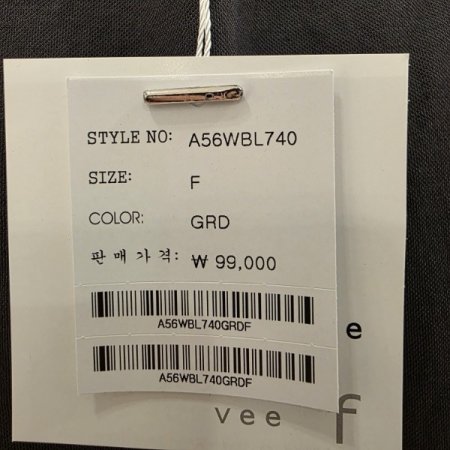 STYLE NO: A56WBL740
SIZE: F
COLOR: GRD
판매가격: ₩ 99,000
A56WBL740GRDF
e
A56WBL740GRDF
vee f